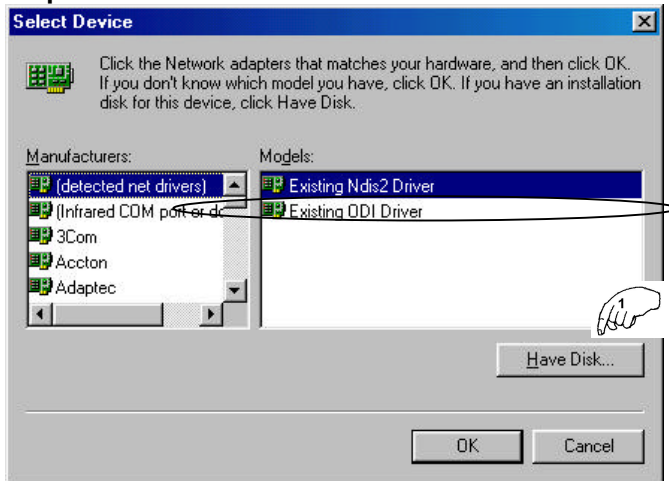 Select Device
Click the Network adapters that matches your hardware, and then click OK.
If you don't know which model you have, click OK. If you have an installation
disk for this device, click Have Disk.
Manufacturers:
(detected net drivers)
(Infrared COM port or do
3Com
Accton
Adaptec
Models:
Existing Ndis2 Driver
Existing ODI Driver
1
Have Disk...
OK
Cancel